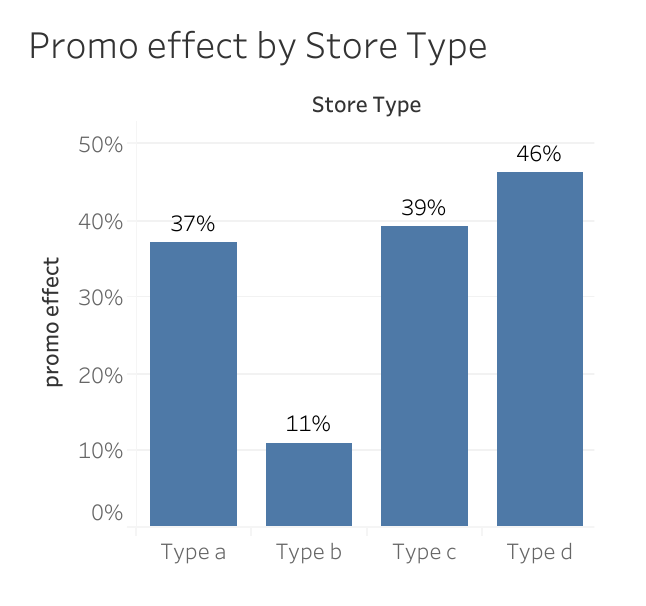 Promo effect by Store Type
Store Type
50%
40%
30%
20%
10%
0%
promo effect
37%
11%
39%
46%
Type a
Type b
Type c
Type d